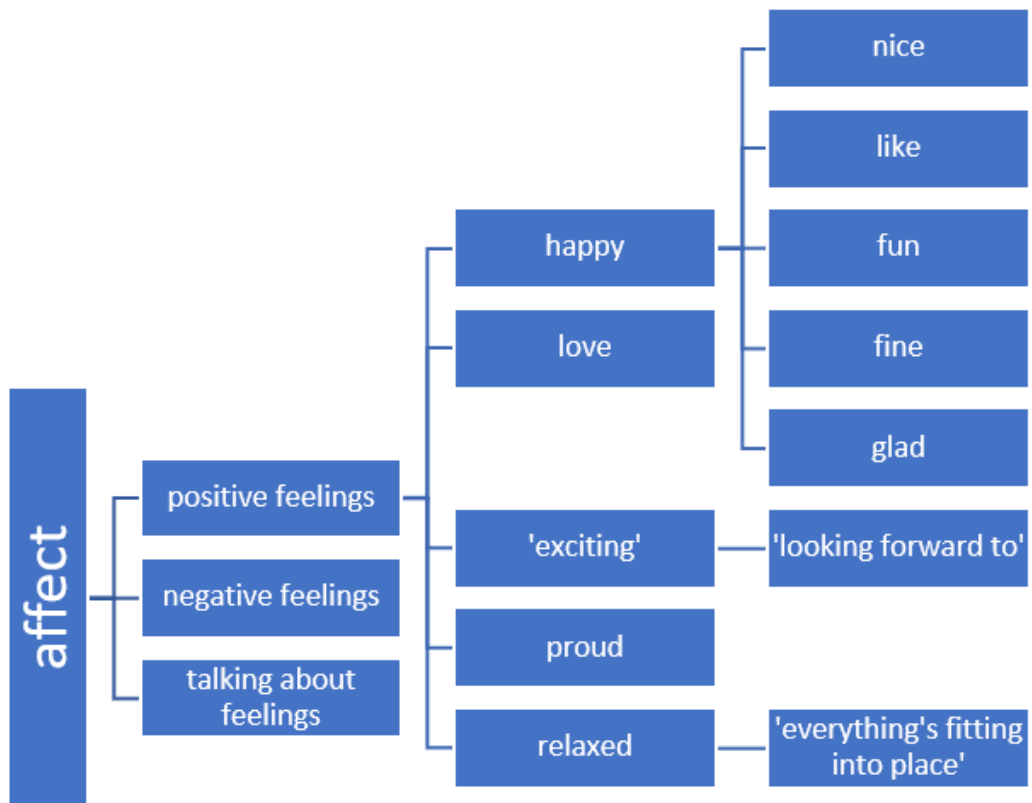 affect
positive feelings
negative feelings
talking about
feelings
happy
love
'exciting'
proud
relaxed
nice
like
fun
fine
glad
'looking forward to'
'everything's fitting
into place'